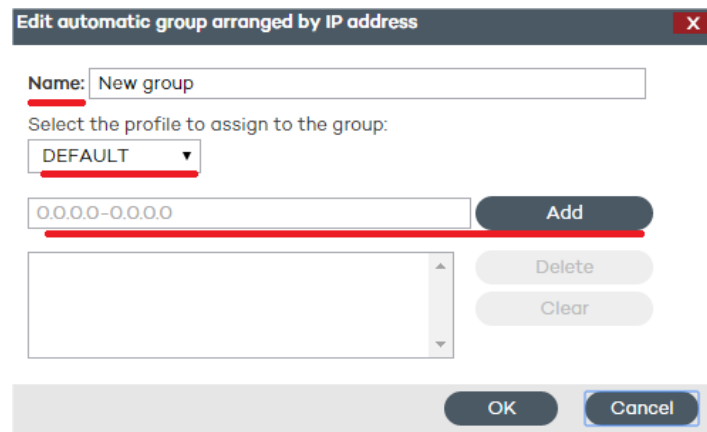 Edit automatic group arranged by IP address X
Name: New group
Select the profile to assign to the group:
DEFAULT
0.0.0.0-0.0.0.0 Add
Delete
Clear
OK Cancel